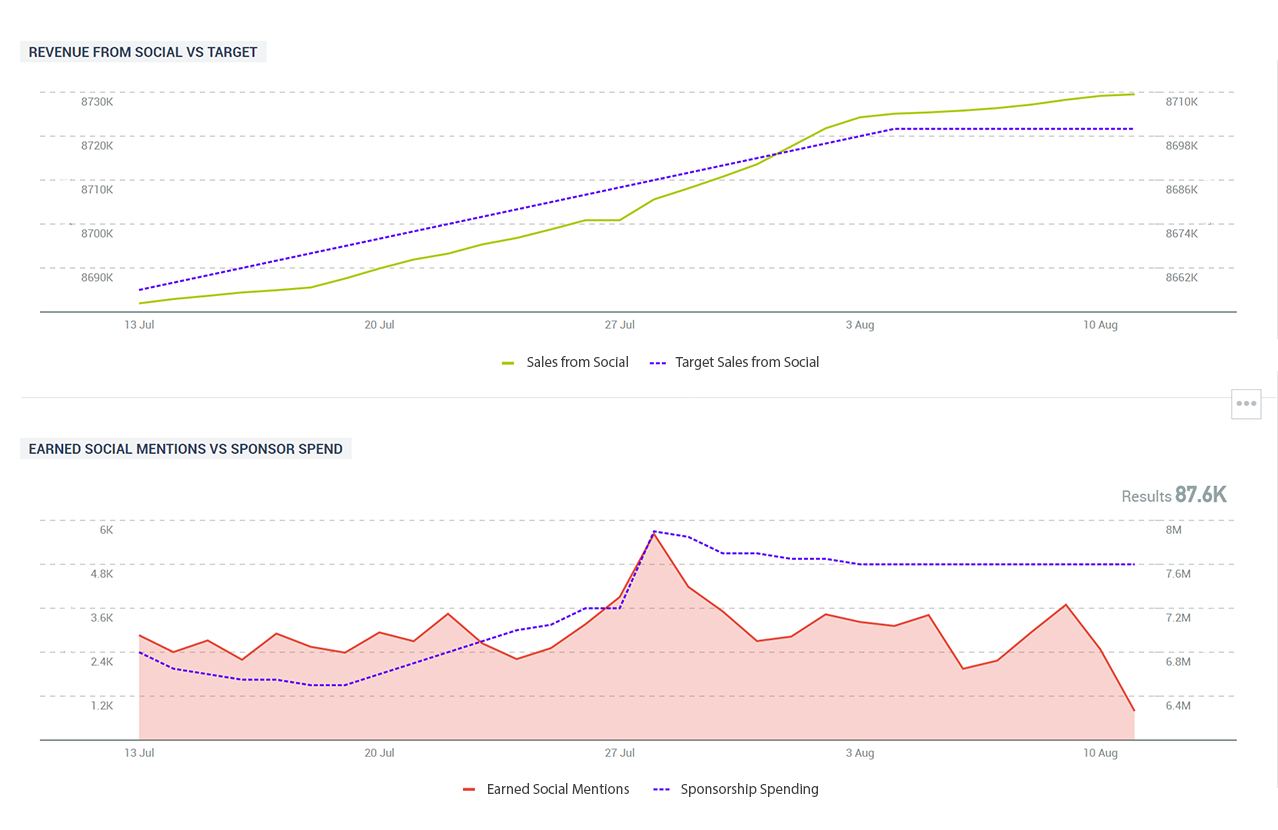 REVENUE FROM SOCIAL VS TARGET
8730K 8710K
8720K 8698K
8710K 8686K
8700K 8674K
8690K 8662K
13 Jul 20 Jul 27 Jul 3 Aug 10 Aug
Sales from Social Target Sales from Social
EARNED SOCIAL MENTIONS VS SPONSOR SPEND
Results 87.6K
6K 8M
4.8K 7.6M
3.6K 7.2M
2.4K 6.8M
1.2K 6.4M
13 Jul 20 Jul 27 Jul 3 Aug 10 Aug
Earned Social Mentions Sponsorship Spending